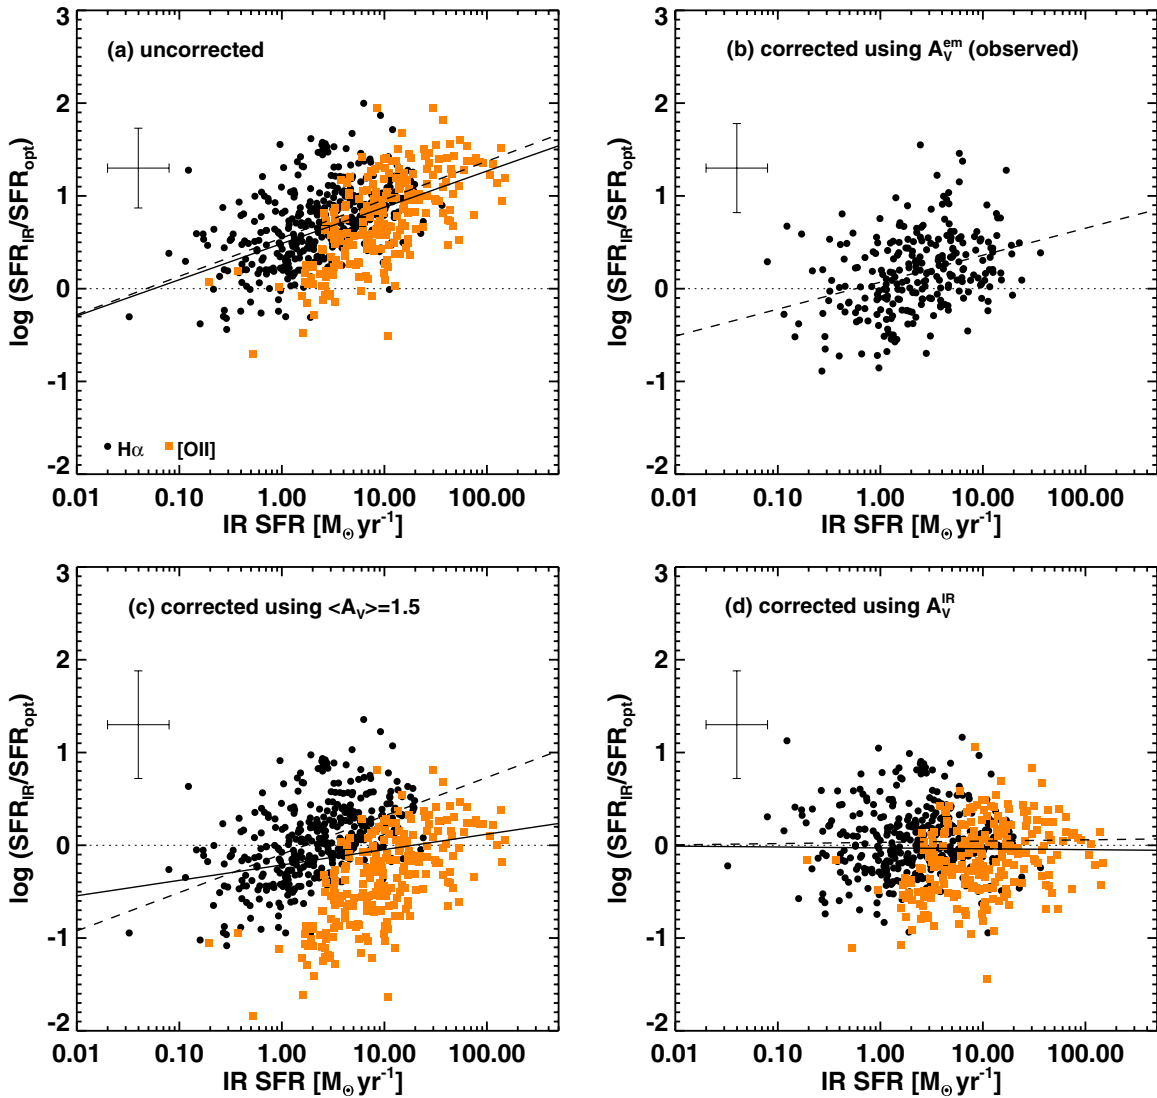 (a) uncorrected
3
2
1
0
-1
-2
log (SFR_IR/SFR_opt)
Hα
[OII]
0.01 0.10 1.00 10.00 100.00
IR SFR [M☉ yr⁻¹]
(b) corrected using A_V^em (observed)
3
2
1
0
-1
-2
log (SFR_IR/SFR_opt)
0.01 0.10 1.00 10.00 100.00
IR SFR [M☉ yr⁻¹]
(c) corrected using <A_V>=1.5
3
2
1
0
-1
-2
log (SFR_IR/SFR_opt)
0.01 0.10 1.00 10.00 100.00
IR SFR [M☉ yr⁻¹]
(d) corrected using A_V^IR
3
2
1
0
-1
-2
log (SFR_IR/SFR_opt)
0.01 0.10 1.00 10.00 100.00
IR SFR [M☉ yr⁻¹]